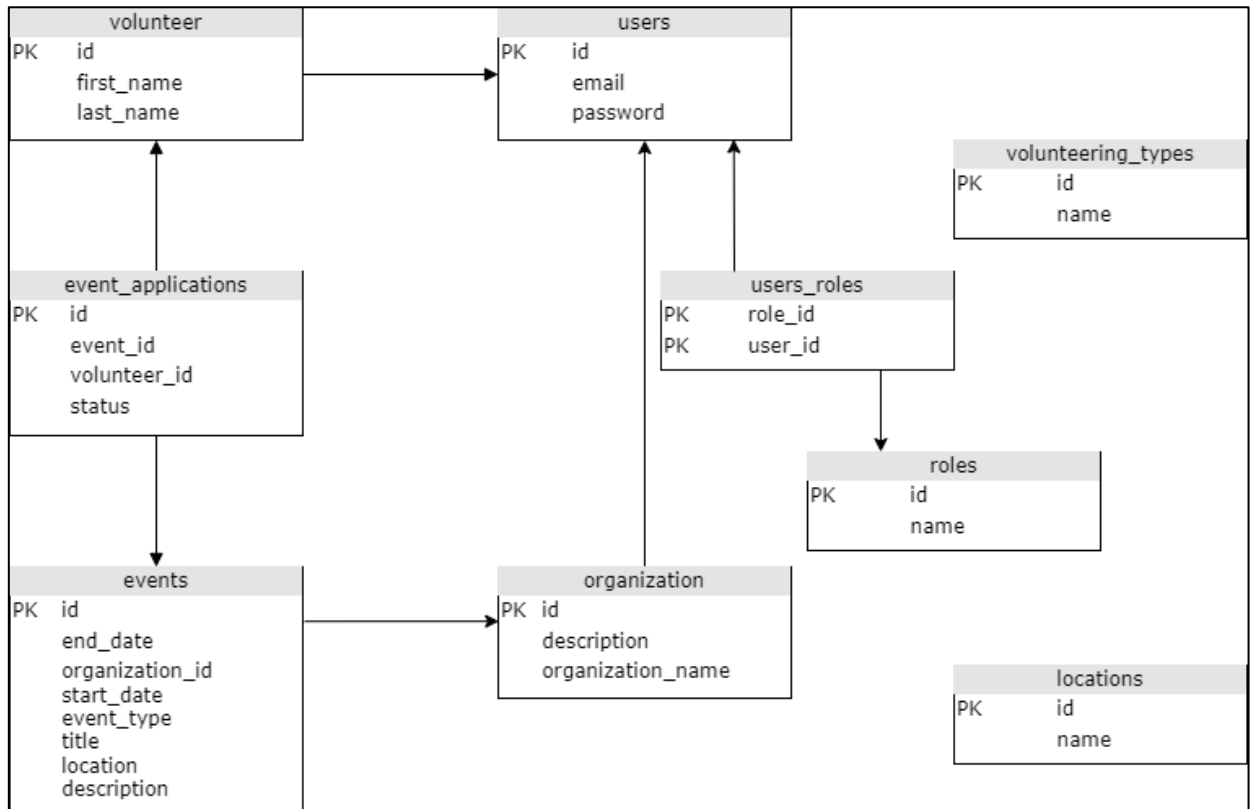 volunteer
PK id
first_name
last_name
users
PK id
email
password
volunteering_types
PK id
name
event_applications
PK id
event_id
volunteer_id
status
users_roles
PK role_id
PK user_id
roles
PK id
name
events
PK id
end_date
organization_id
start_date
event_type
title
location
description
organization
PK id
description
organization_name
locations
PK id
name